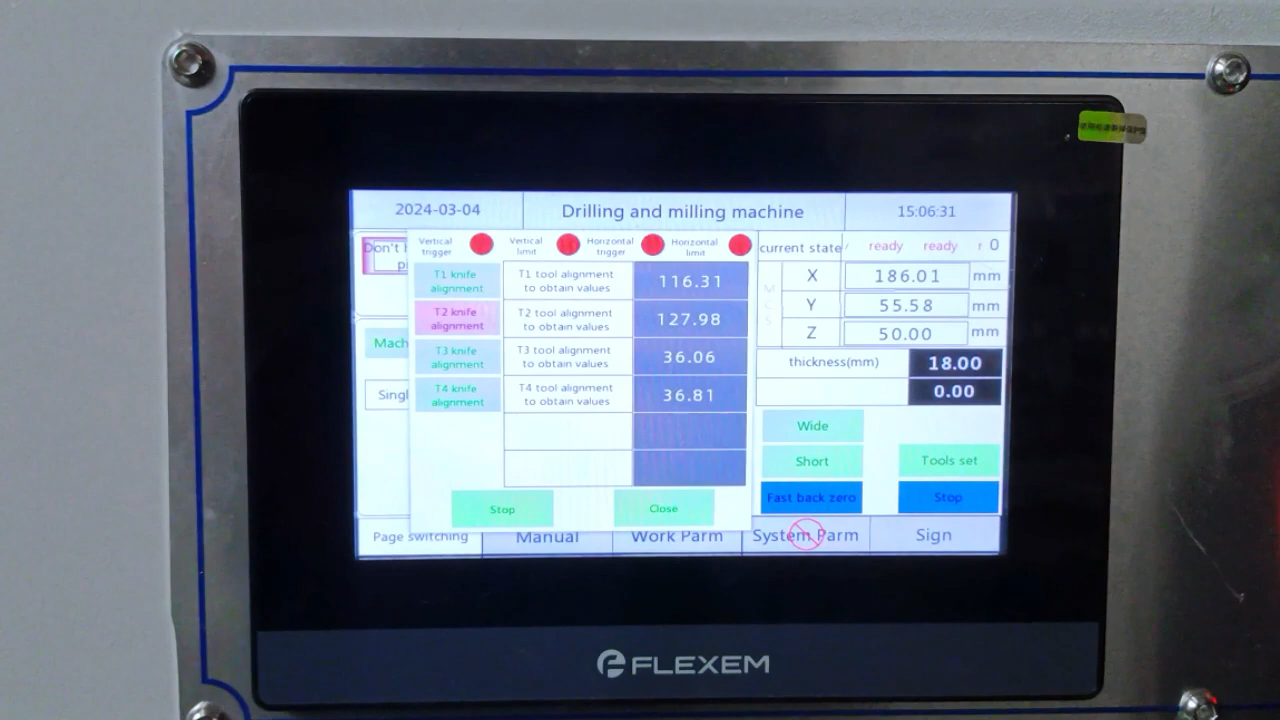 2024-03-04
Drilling and milling machine
15:06:31
Don't
Vertical
trigger
Vertical
limit
Horizontal
trigger
Horizontal
limit
current state
ready
ready
0
T1 knife
alignment
T1 tool alignment
to obtain values
116.31
T2 knife
alignment
T2 tool alignment
to obtain values
127.98
T3 knife
alignment
T3 tool alignment
to obtain values
36.06
T4 knife
alignment
T4 tool alignment
to obtain values
36.81
Stop
Close
MCS
X
186.01
mm
Y
55.58
mm
Z
50.00
mm
thickness(mm)
18.00
0.00
Mach
Singl
Wide
Short
Tools set
Fast back zero
Stop
Page switching
Manual
Work Parm
System Parm
Sign
FLEXEM